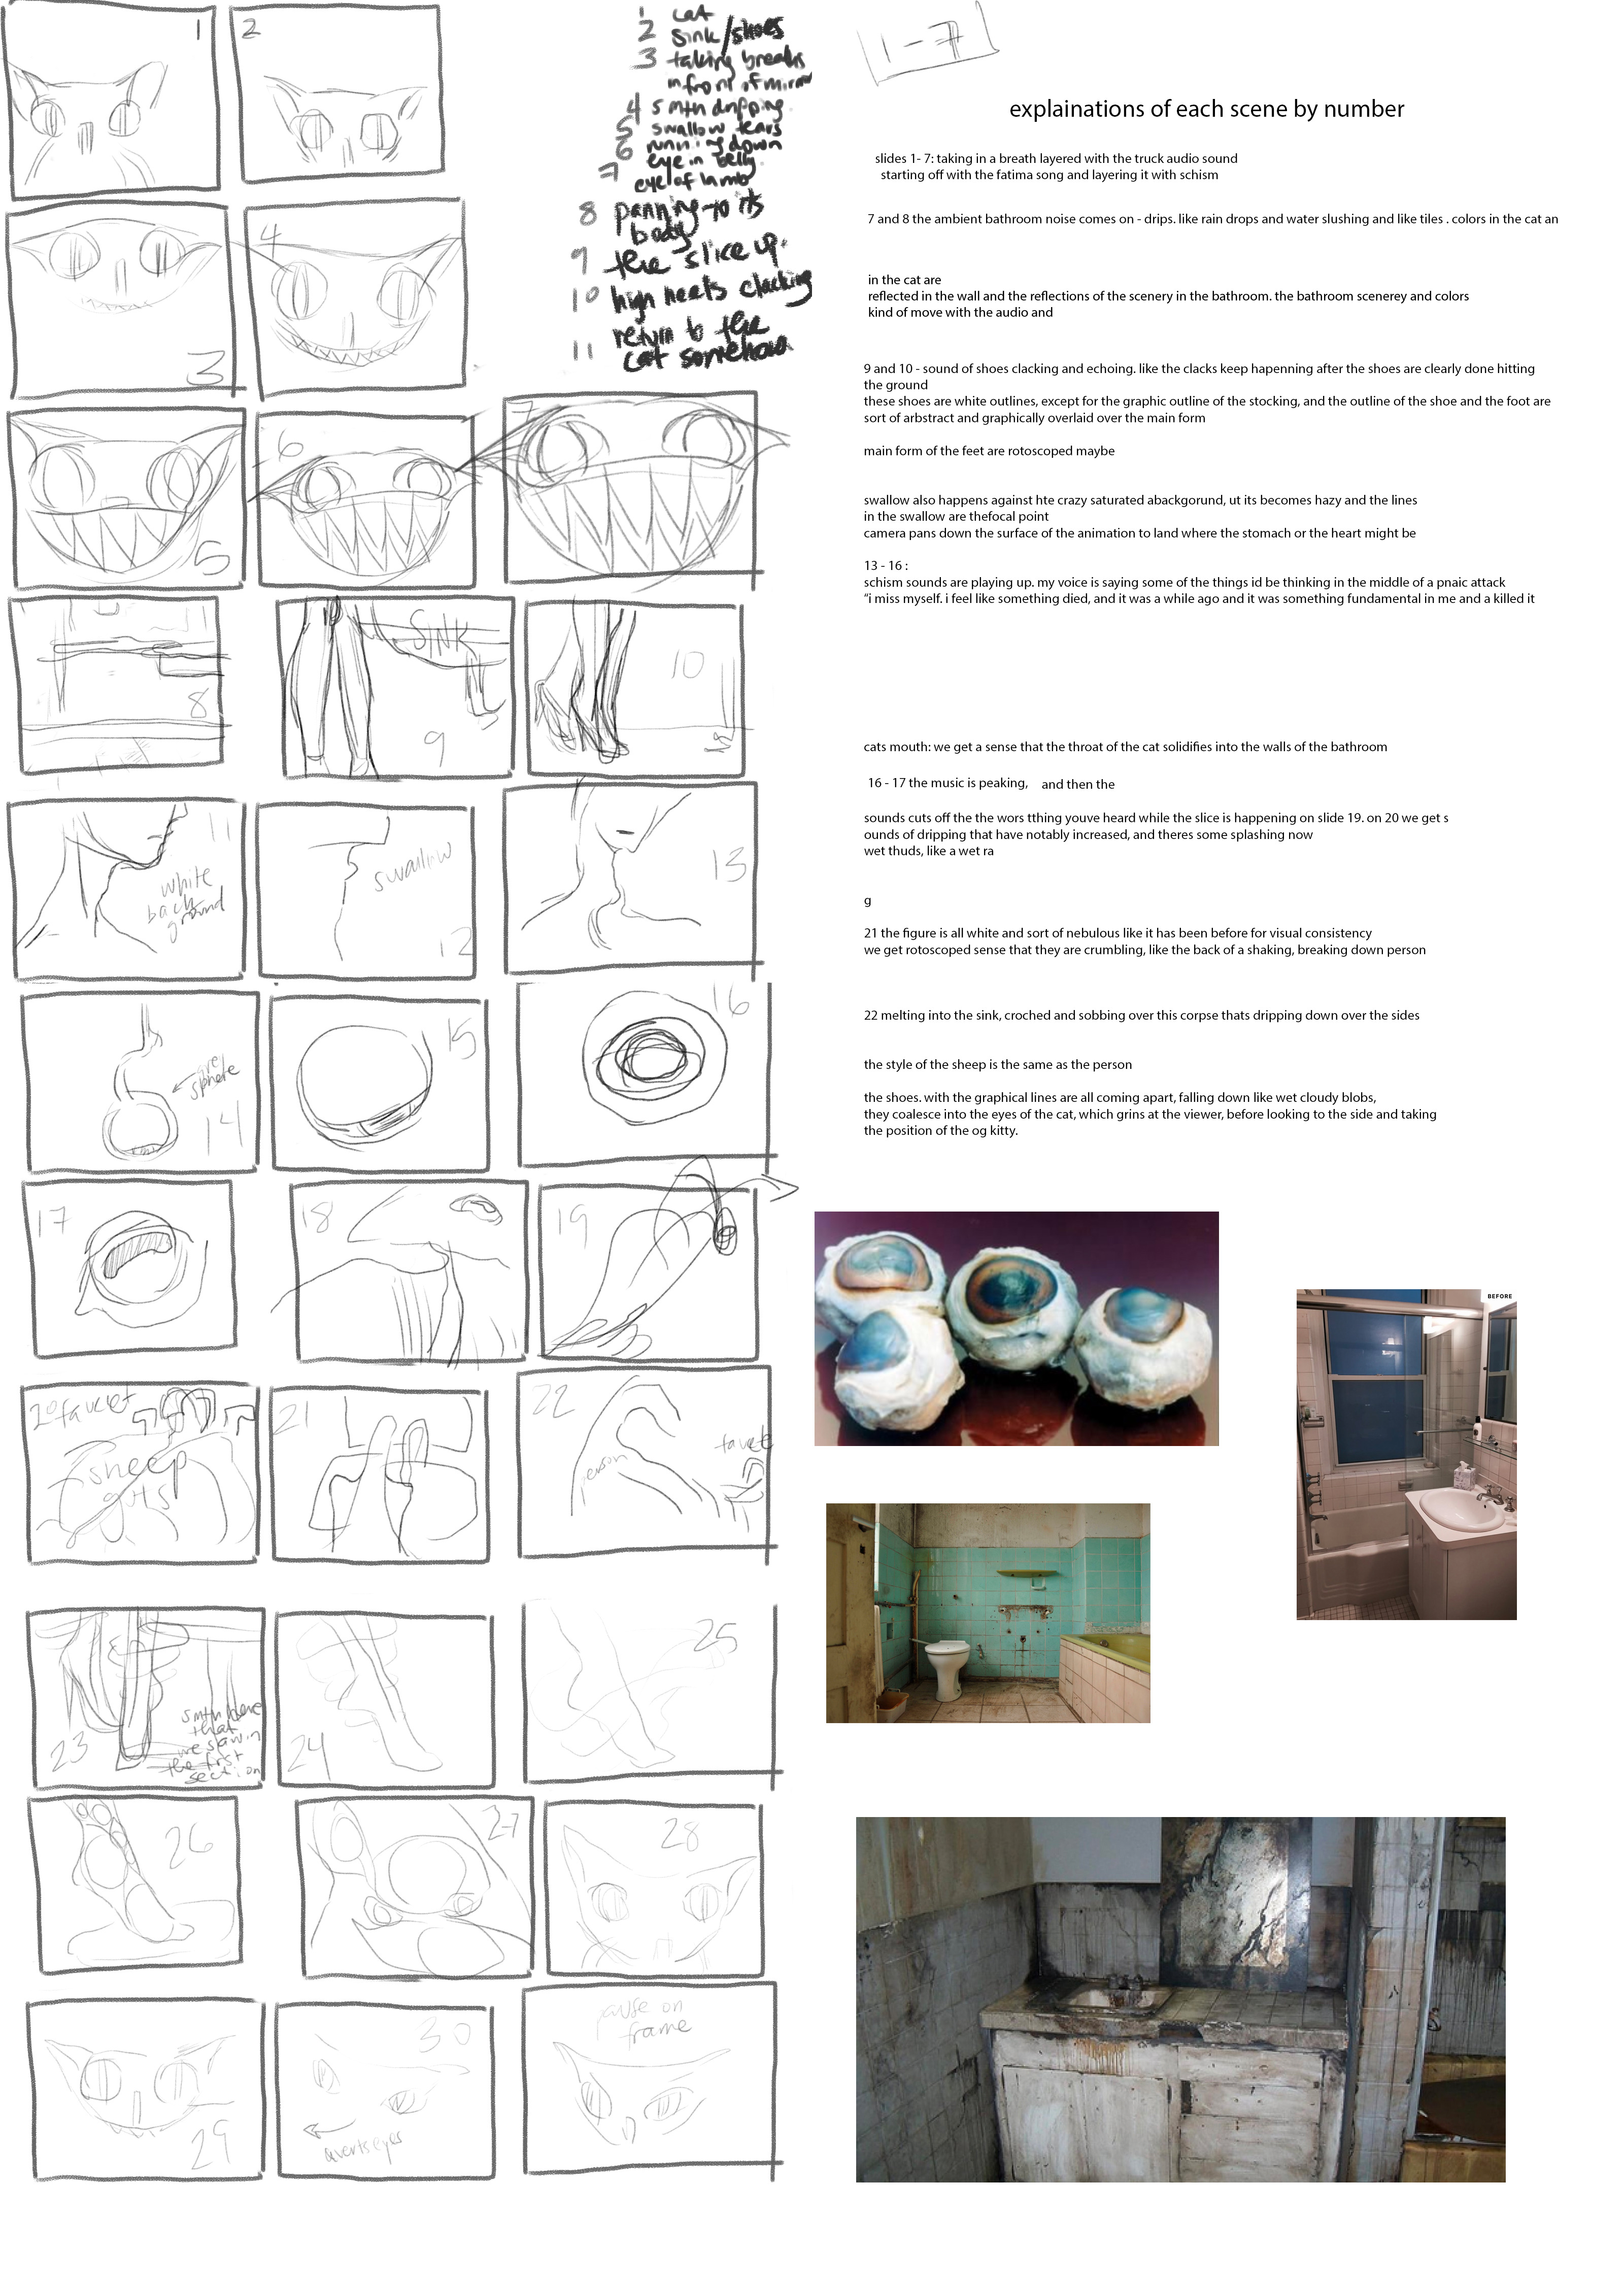 1
2
1 cat
2 sink/shoes
3 taking breaks
in front of mirror
4 smth dripping
5 swallow tears
6 running down
7 eye in belly
eye of lamb
8 panning to its
body
9 the slice up.
10 high heels clacking
11 return to the
cat somehow
3
4
5
6
7
8
SINK
9
10
11
white
back
ground
swallow
12
13
sphere
14
15
16
17
18
19
20 faucet
sheep
guts
21
22
person
faucet
23
smth here
that
we saw in
the first
section
24
25
26
27
28
29
30
averts eyes
frame
1-7
explainations of each scene by number
slides 1- 7: taking in a breath layered with the truck audio sound
starting off with the fatima song and layering it with schism
7 and 8 the ambient bathroom noise comes on - drips. like rain drops and water slushing and like tiles . colors in the cat an
in the cat are
reflected in the wall and the reflections of the scenery in the bathroom. the bathroom scenerey and colors
kind of move with the audio and
9 and 10 - sound of shoes clacking and echoing. like the clacks keep hapenning after the shoes are clearly done hitting
the ground
these shoes are white outlines, except for the graphic outline of the stocking, and the outline of the shoe and the foot are
sort of arbstract and graphically overlaid over the main form
main form of the feet are rotoscoped maybe
swallow also happens against hte crazy saturated abackgorund, ut its becomes hazy and the lines
in the swallow are thefocal point
camera pans down the surface of the animation to land where the stomach or the heart might be
13 - 16 :
schism sounds are playing up. my voice is saying some of the things id be thinking in the middle of a pnaic attack
“i miss myself. i feel like something died, and it was a while ago and it was something fundamental in me and a killed it
cats mouth: we get a sense that the throat of the cat solidifies into the walls of the bathroom
16 - 17 the music is peaking, and then the
sounds cuts off the the wors tthing youve heard while the slice is happening on slide 19. on 20 we get s
ounds of dripping that have notably increased, and theres some splashing now
wet thuds, like a wet ra
g
21 the figure is all white and sort of nebulous like it has been before for visual consistency
we get rotoscoped sense that they are crumbling, like the back of a shaking, breaking down person
22 melting into the sink, croched and sobbing over this corpse thats dripping down over the sides
the style of the sheep is the same as the person
the shoes. with the graphical lines are all coming apart, falling down like wet cloudy blobs,
they coalesce into the eyes of the cat, which grins at the viewer, before looking to the side and taking
the position of the og kitty.
BEFORE